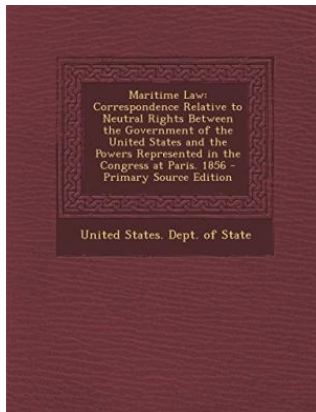 Maritime Law:
Correspondence Relative to
Neutral Rights Between
the Government of the
United States and the
Powers Represented in the
Congress at Paris. 1856 -
Primary Source Edition
United States. Dept. of State